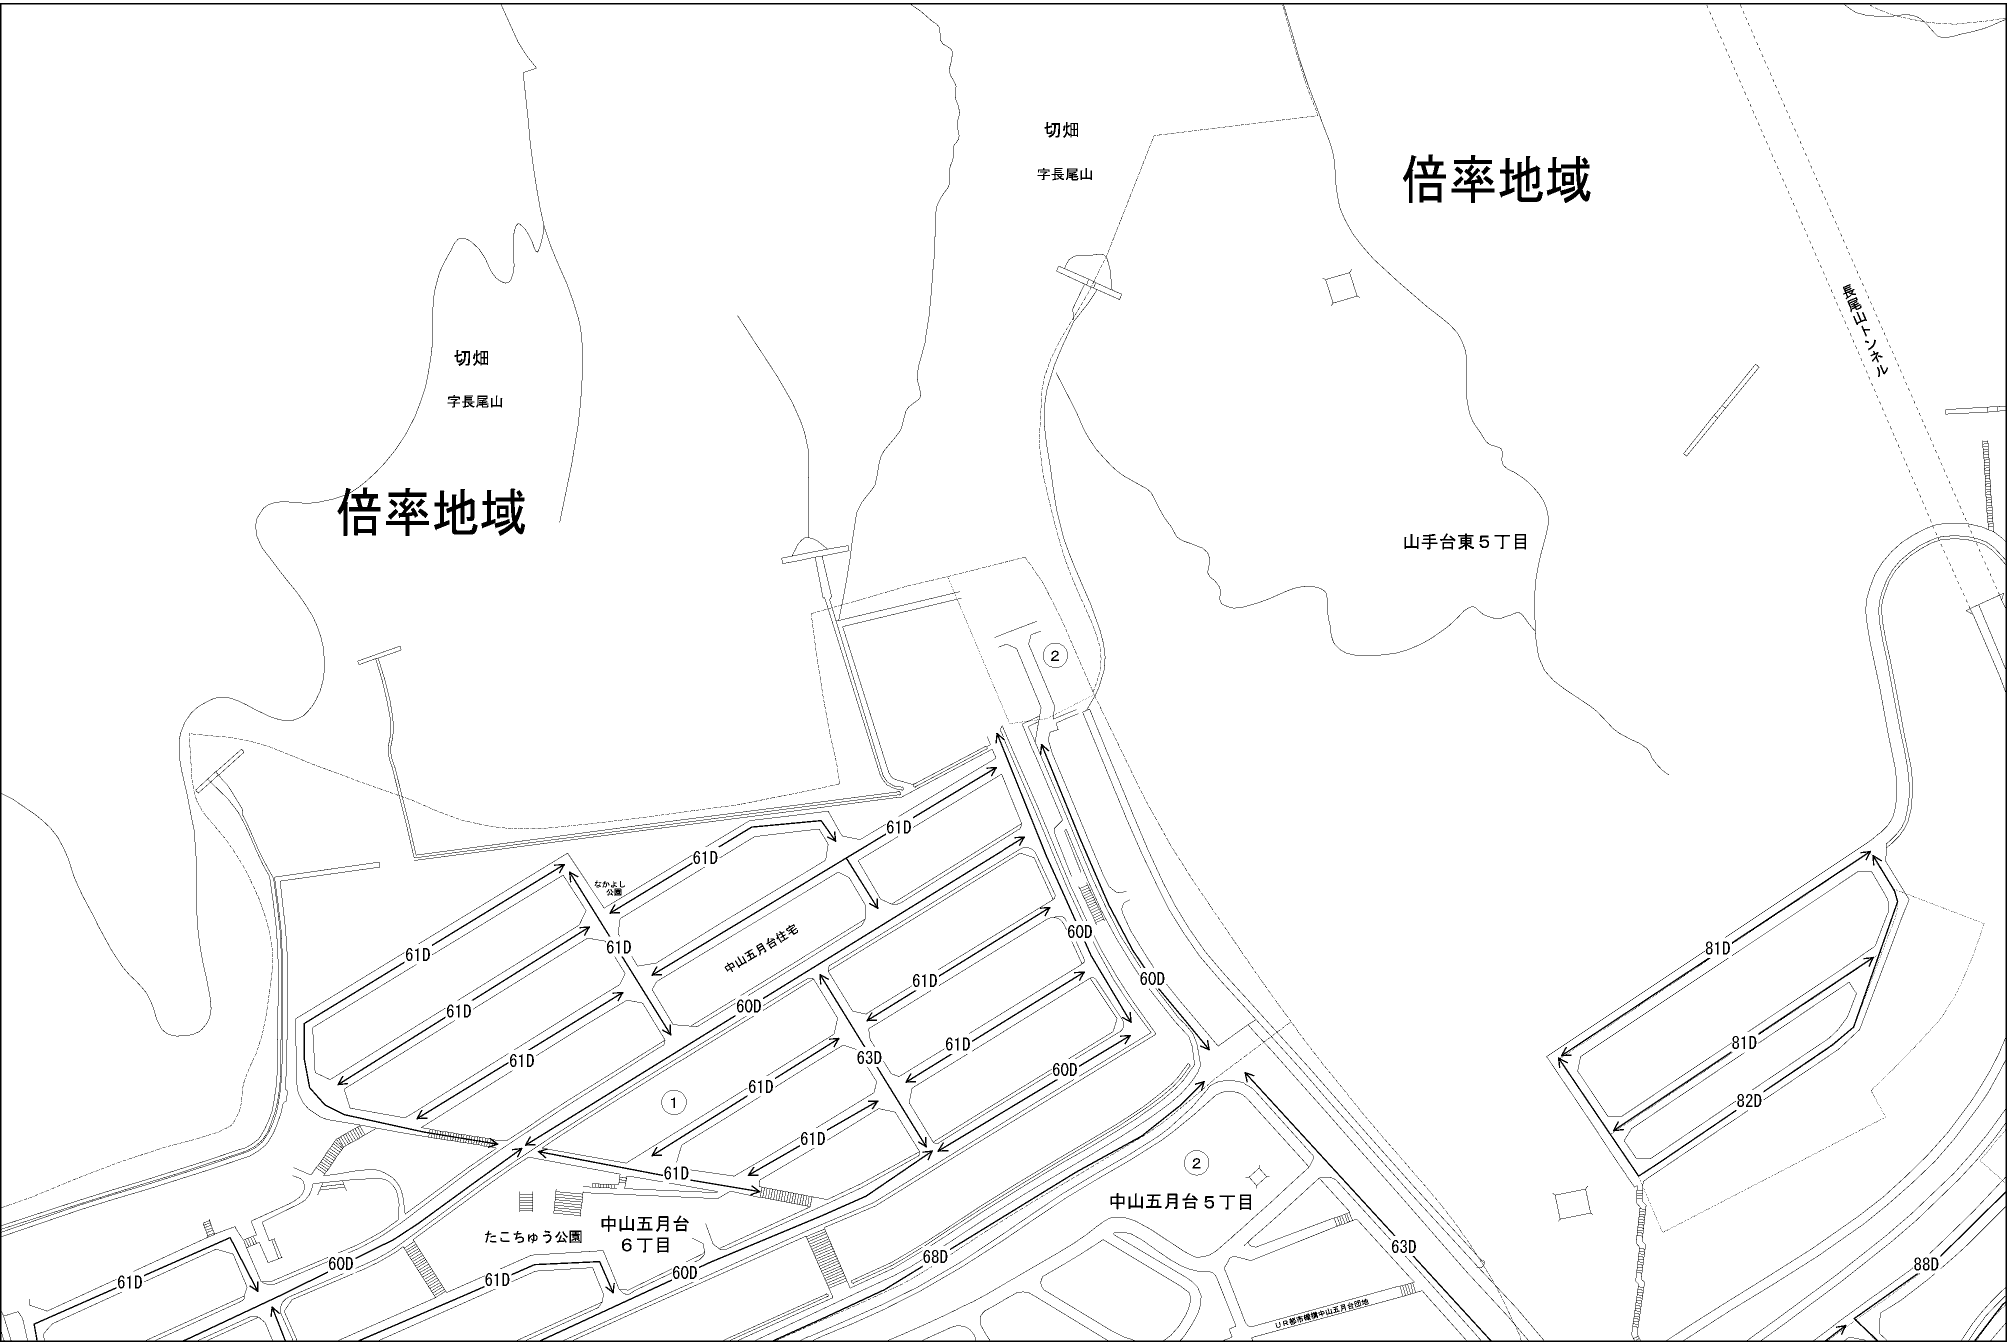 切畑
字長尾山
倍率地域
長尾山トンネル
切畑
字長尾山
倍率地域
山手台東５丁目
2
61D
61D
なかよし
公園
61D
61D
60D
中山五月台住宅
81D
61D
60D
61D
60D
61D
61D
81D
61D
63D
60D
61D
82D
1
61D
61D
2
中山五月台５丁目
たこちゅう公園
中山五月台
６丁目
63D
68D
60D
88D
60D
61D
61D
ＵＲ都市機構中山五月台団地